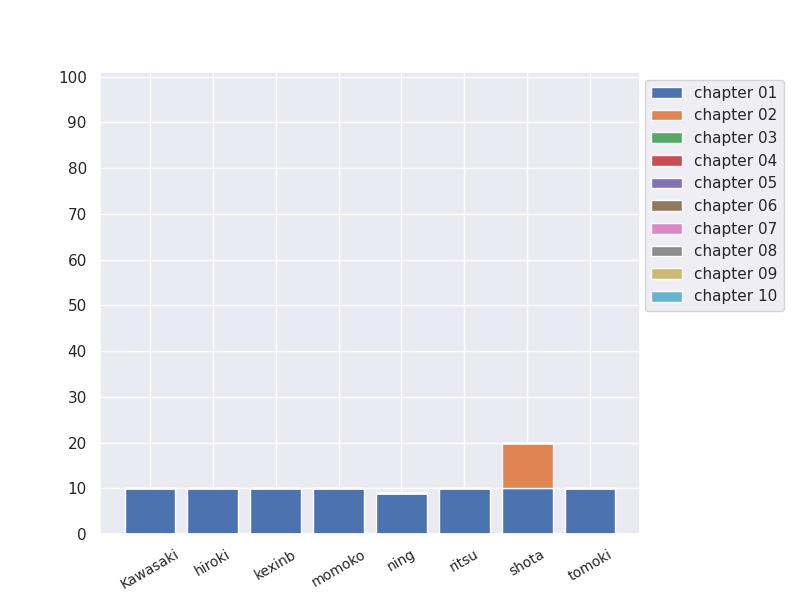 100
90
80
70
60
50
40
30
20
10
0
Kawasaki
hiroki
kexinb
momoko
ning
ritsu
shota
tomoki
chapter 01
chapter 02
chapter 03
chapter 04
chapter 05
chapter 06
chapter 07
chapter 08
chapter 09
chapter 10